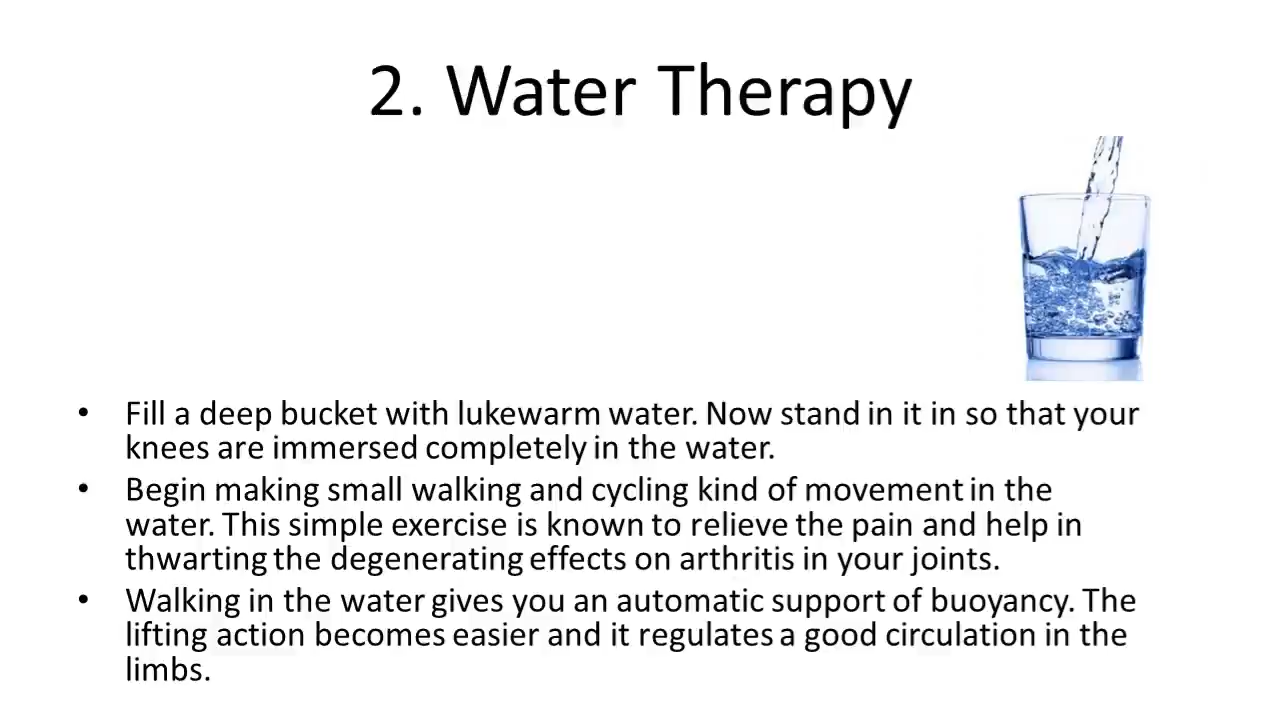 2. Water Therapy
• Fill a deep bucket with lukewarm water. Now stand in it in so that your
knees are immersed completely in the water.
• Begin making small walking and cycling kind of movement in the
water. This simple exercise is known to relieve the pain and help in
thwarting the degenerating effects on arthritis in your joints.
• Walking in the water gives you an automatic support of buoyancy. The
lifting action becomes easier and it regulates a good circulation in the
limbs.